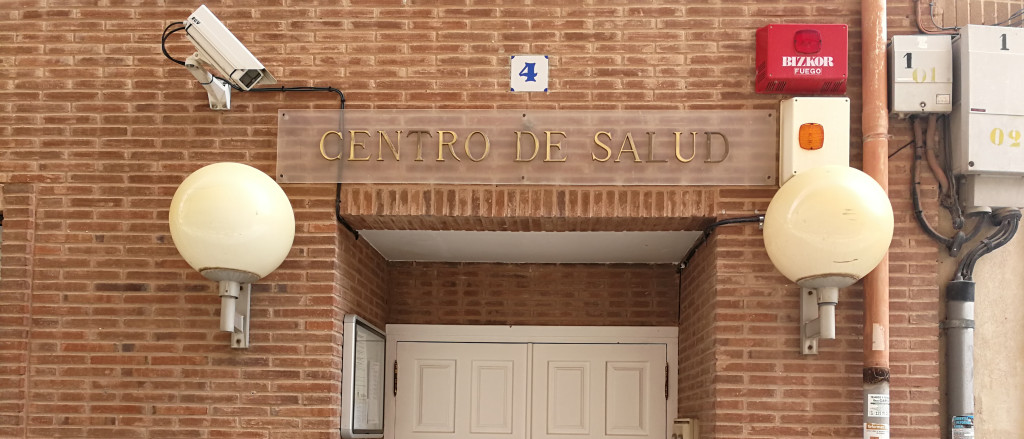 4
CENTRO DE SALUD
BIZKOR
FUEGO
1
01
1
02